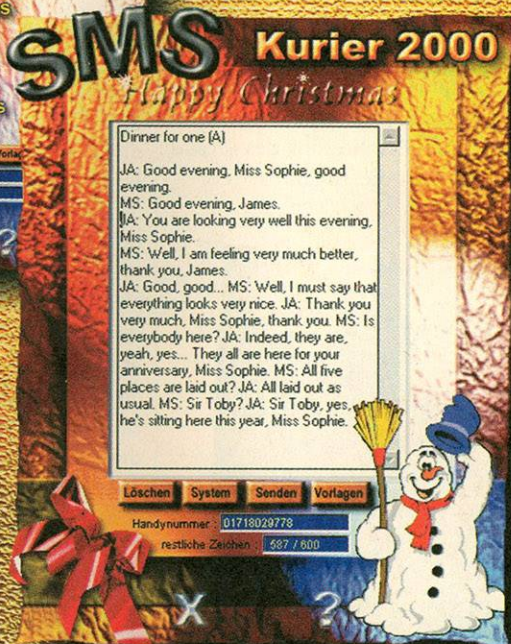 SMS Kurier 2000
Happy Christmas
Dinner for one (A)
JA: Good evening, Miss Sophie, good
evening.
MS: Good evening, James.
JA: You are looking very well this evening,
Miss Sophie.
MS: Well, I am feeling very much better,
thank you, James.
JA: Good, good... MS: Well, I must say that
everything looks very nice. JA: Thank you
very much, Miss Sophie, thank you. MS: Is
everybody here? JA: Indeed, they are,
yeah, yes... They all are here for your
anniversary, Miss Sophie. MS: All five
places are laid out? JA: All laid out as
usual. MS: Sir Toby? JA: Sir Toby, yes,
he's sitting here this year, Miss Sophie.
Löschen System Senden Vorlagen
Handynummer : 01718029778
restliche Zeichen : 587 / 600
X ?